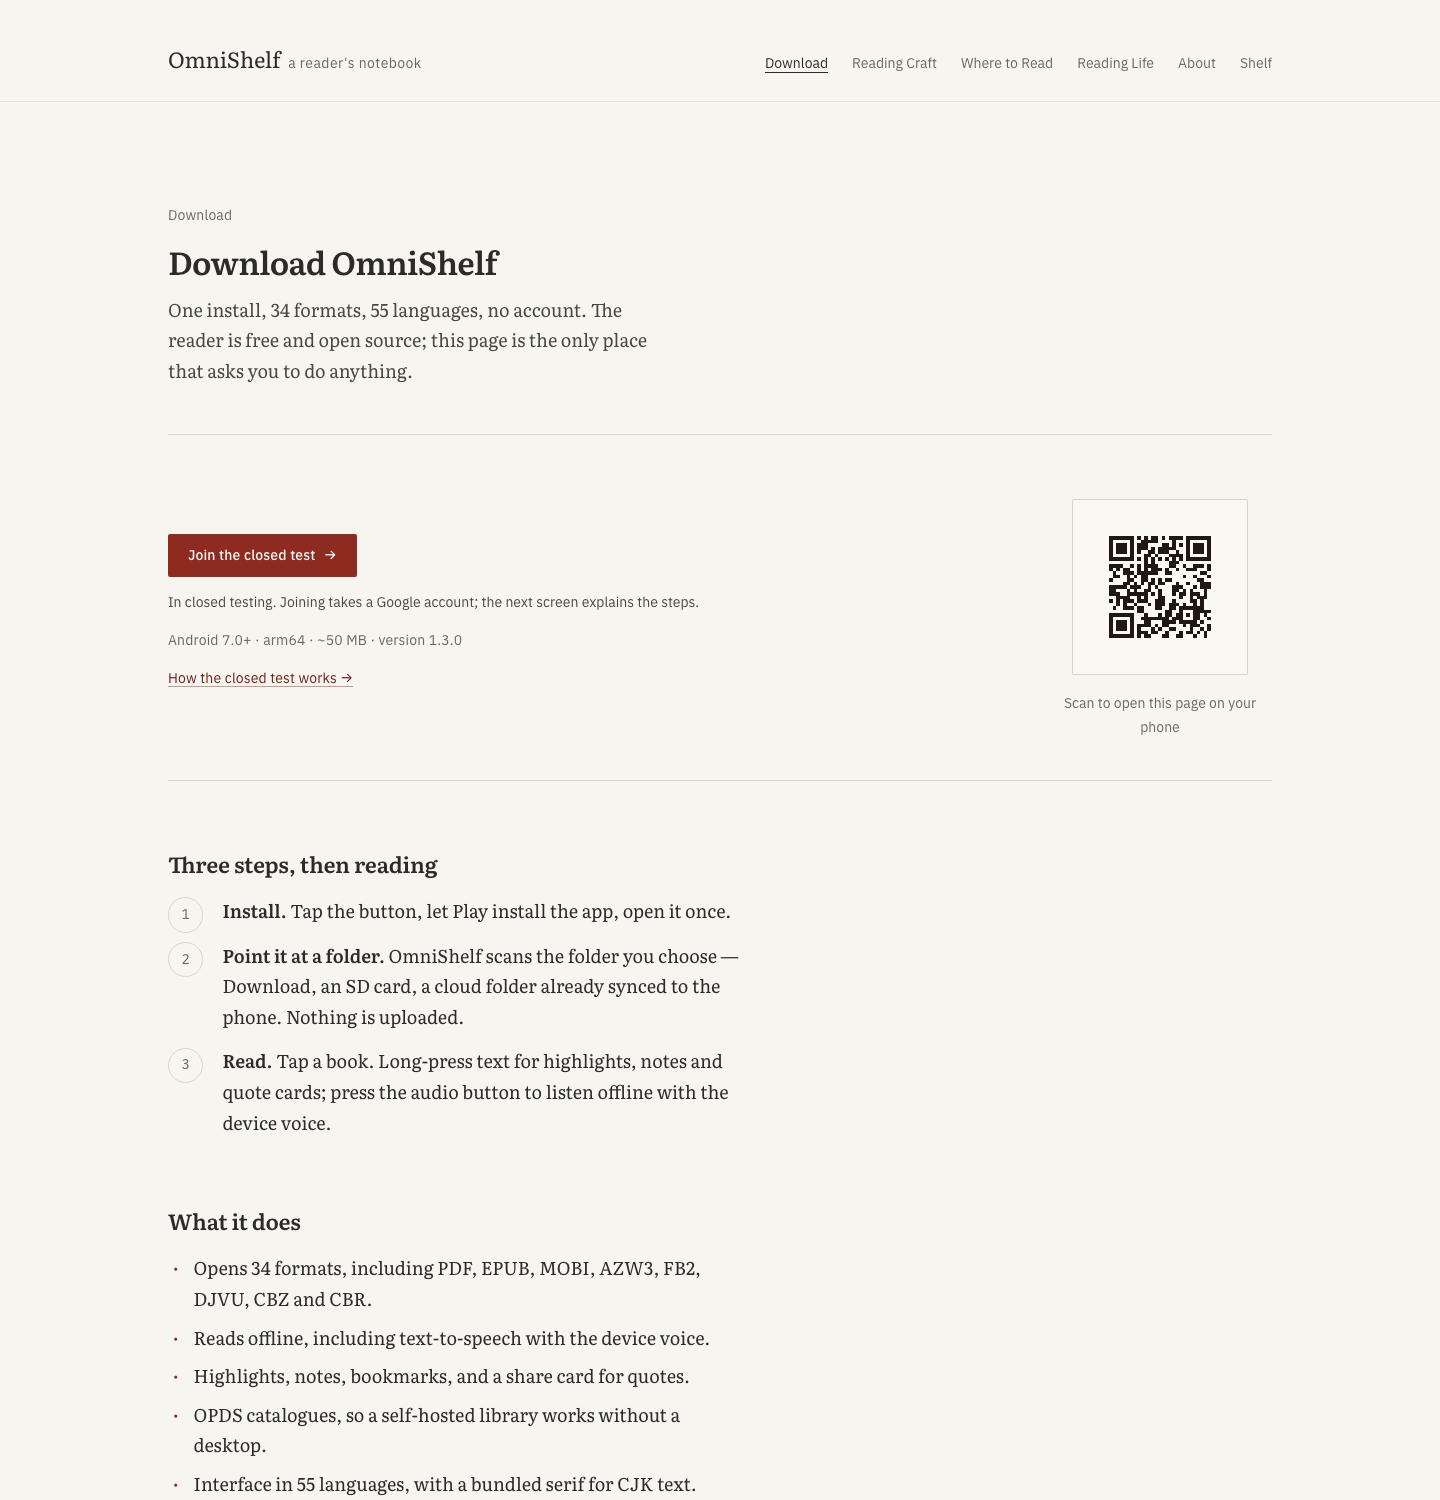 OmniShelf a reader's notebook
Download Reading Craft Where to Read Reading Life About Shelf
Download
Download OmniShelf
One install, 34 formats, 55 languages, no account. The
reader is free and open source; this page is the only place
that asks you to do anything.
Join the closed test →
In closed testing. Joining takes a Google account; the next screen explains the steps.
Android 7.0+ · arm64 · ~50 MB · version 1.3.0
How the closed test works →
Scan to open this page on your
phone
Three steps, then reading
1 Install. Tap the button, let Play install the app, open it once.
2 Point it at a folder. OmniShelf scans the folder you choose —
Download, an SD card, a cloud folder already synced to the
phone. Nothing is uploaded.
3 Read. Tap a book. Long-press text for highlights, notes and
quote cards; press the audio button to listen offline with the
device voice.
What it does
· Opens 34 formats, including PDF, EPUB, MOBI, AZW3, FB2,
DJVU, CBZ and CBR.
· Reads offline, including text-to-speech with the device voice.
· Highlights, notes, bookmarks, and a share card for quotes.
· OPDS catalogues, so a self-hosted library works without a
desktop.
· Interface in 55 languages, with a bundled serif for CJK text.